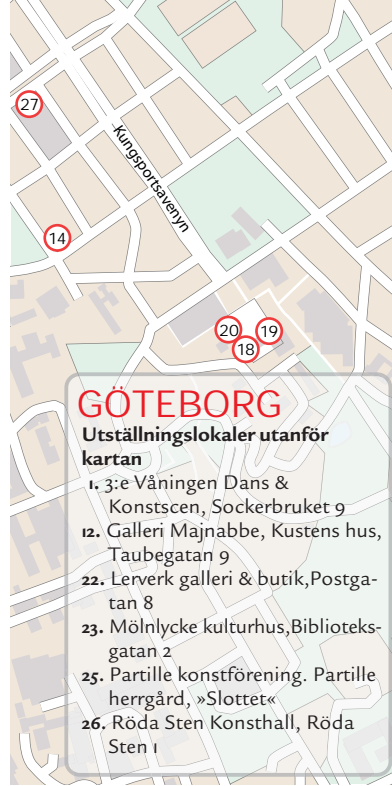 27
Kungsportsavenyn
14
20
19
18
GÖTEBORG
Utställningslokaler utanför
kartan
1. 3:e Våningen Dans &
Konstscen, Sockerbruket 9
12. Galleri Majnabbe, Kustens hus,
Taubegatan 9
22. Lerverk galleri & butik,Postga-
tan 8
23. Mölnlycke kulturhus,Biblioteks-
gatan 2
25. Partille konstförening. Partille
herrgård, »Slottet«
26. Röda Sten Konsthall, Röda
Sten 1